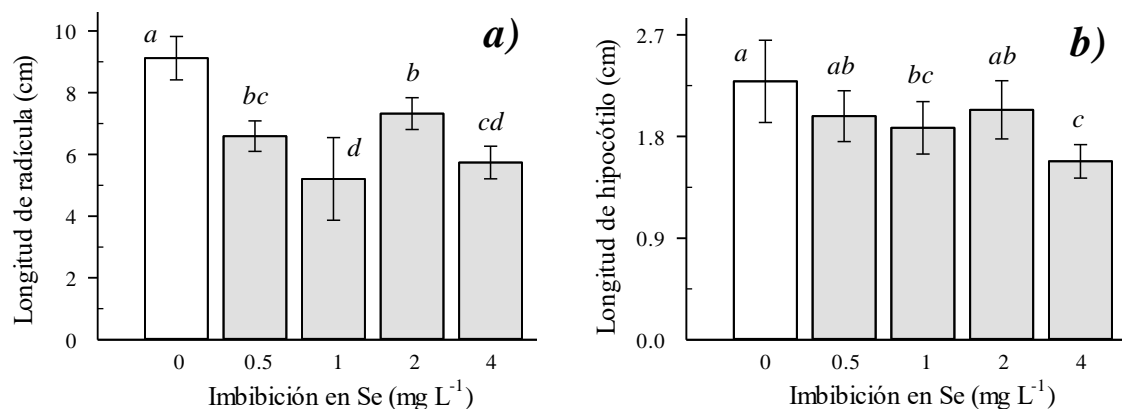 a)
Longitud de radícula (cm)
10
8
6
4
2
0
a
bc
d
b
cd
0 0.5 1 2 4
Imbibición en Se (mg L-1)
b)
Longitud de hipocótilo (cm)
2.7
1.8
0.9
0.0
a
ab
bc
ab
c
0 0.5 1 2 4
Imbibición en Se (mg L-1)